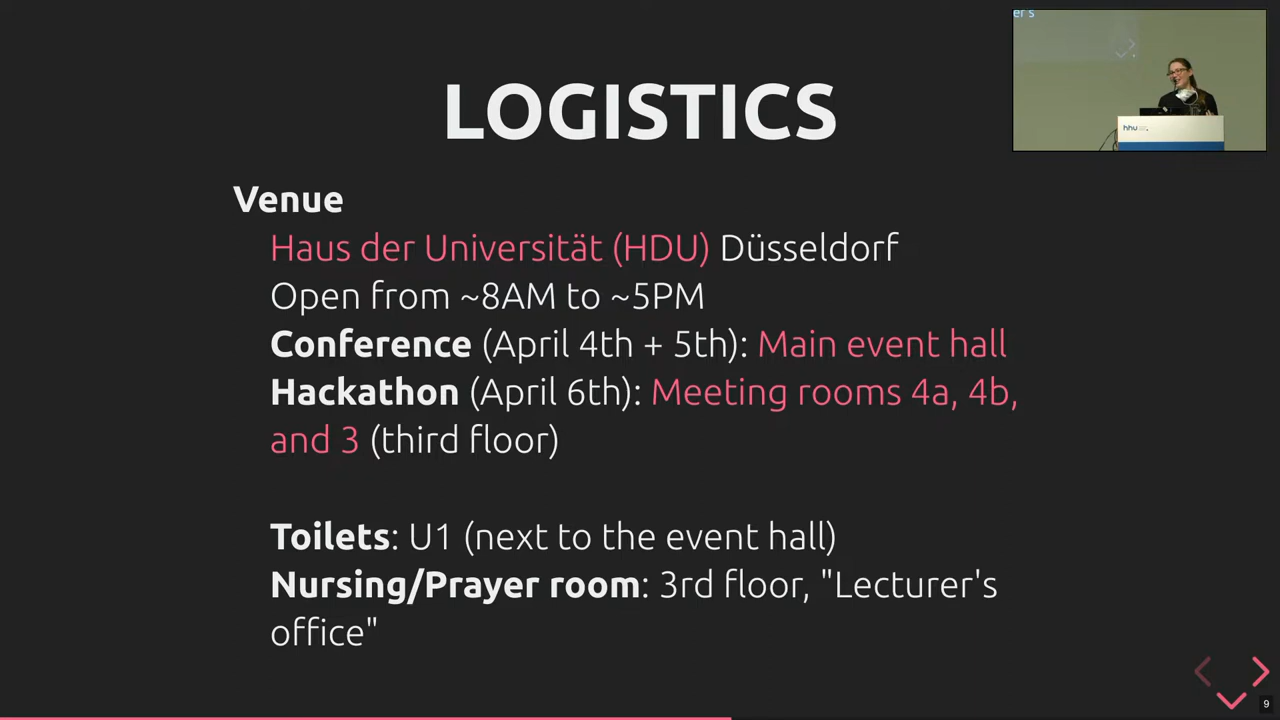 er's
hhu
LOGISTICS
Venue
Haus der Universität (HDU) Düsseldorf
Open from ~8AM to ~5PM
Conference (April 4th + 5th): Main event hall
Hackathon (April 6th): Meeting rooms 4a, 4b,
and 3 (third floor)
Toilets: U1 (next to the event hall)
Nursing/Prayer room: 3rd floor, "Lecturer's
office"
9